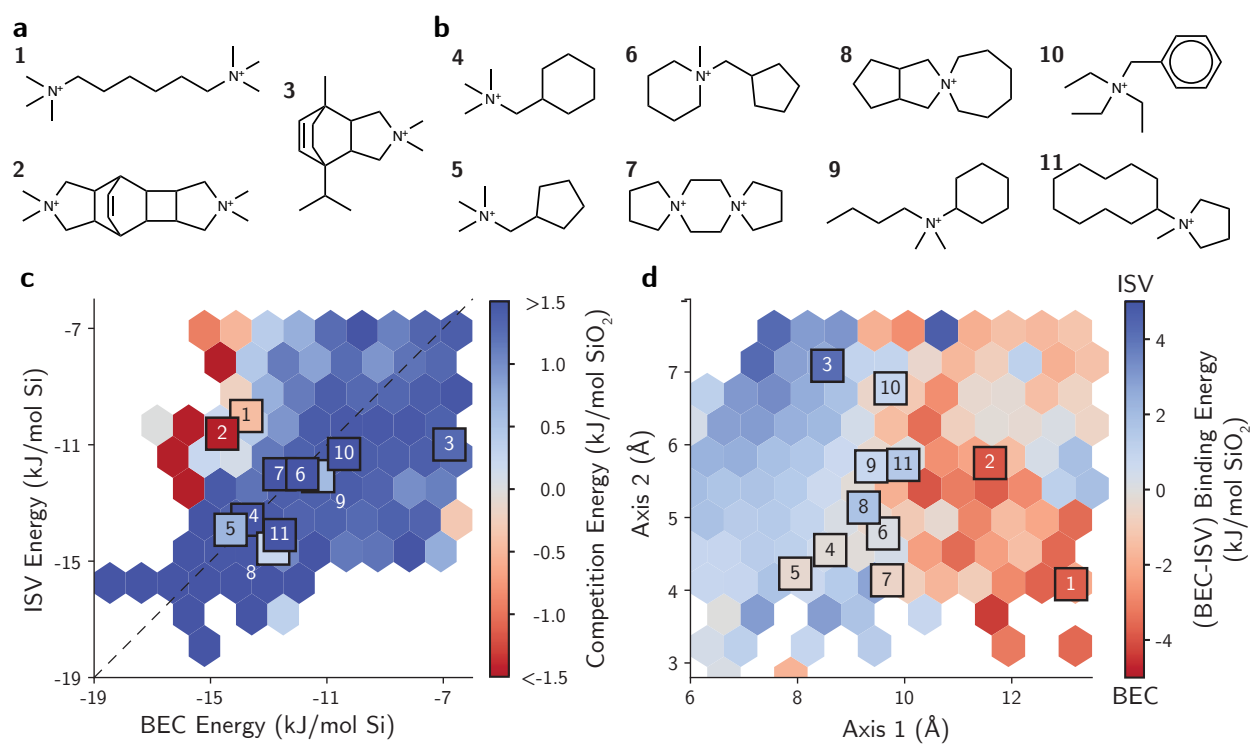 a
b
1
N⁺
N⁺
3
N⁺
2
N⁺
N⁺
4
N⁺
6
N⁺
8
N⁺
10
N⁺
5
N⁺
7
N⁺
N⁺
9
N⁺
11
N⁺
c
-7
-11
-15
-19
ISV Energy (kJ/mol Si)
1
2
3
10
7
6
9
4
5
11
8
-19
-15
-11
-7
BEC Energy (kJ/mol Si)
>1.5
1.0
0.5
0.0
-0.5
-1.0
<-1.5
Competition Energy (kJ/mol SiO₂)
d
7
6
5
4
3
Axis 2 (Å)
3
10
9
11
2
8
6
4
5
7
1
6
8
10
12
Axis 1 (Å)
ISV
4
2
0
-2
-4
BEC
(BEC-ISV) Binding Energy
(kJ/mol SiO₂)